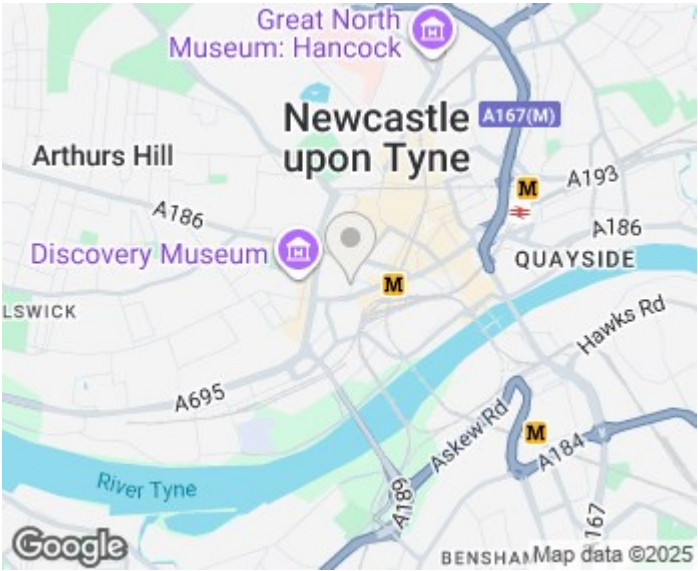 Great North
Museum: Hancock
Newcastle
upon Tyne
A167(M)
Arthurs Hill
M
A193
A186
A186
Discovery Museum
QUAYSIDE
M
LSWICK
Hawks Rd
A695
Askew Rd
M
A184
River Tyne
A189
167
Google
BENSHAM
Map data ©2025